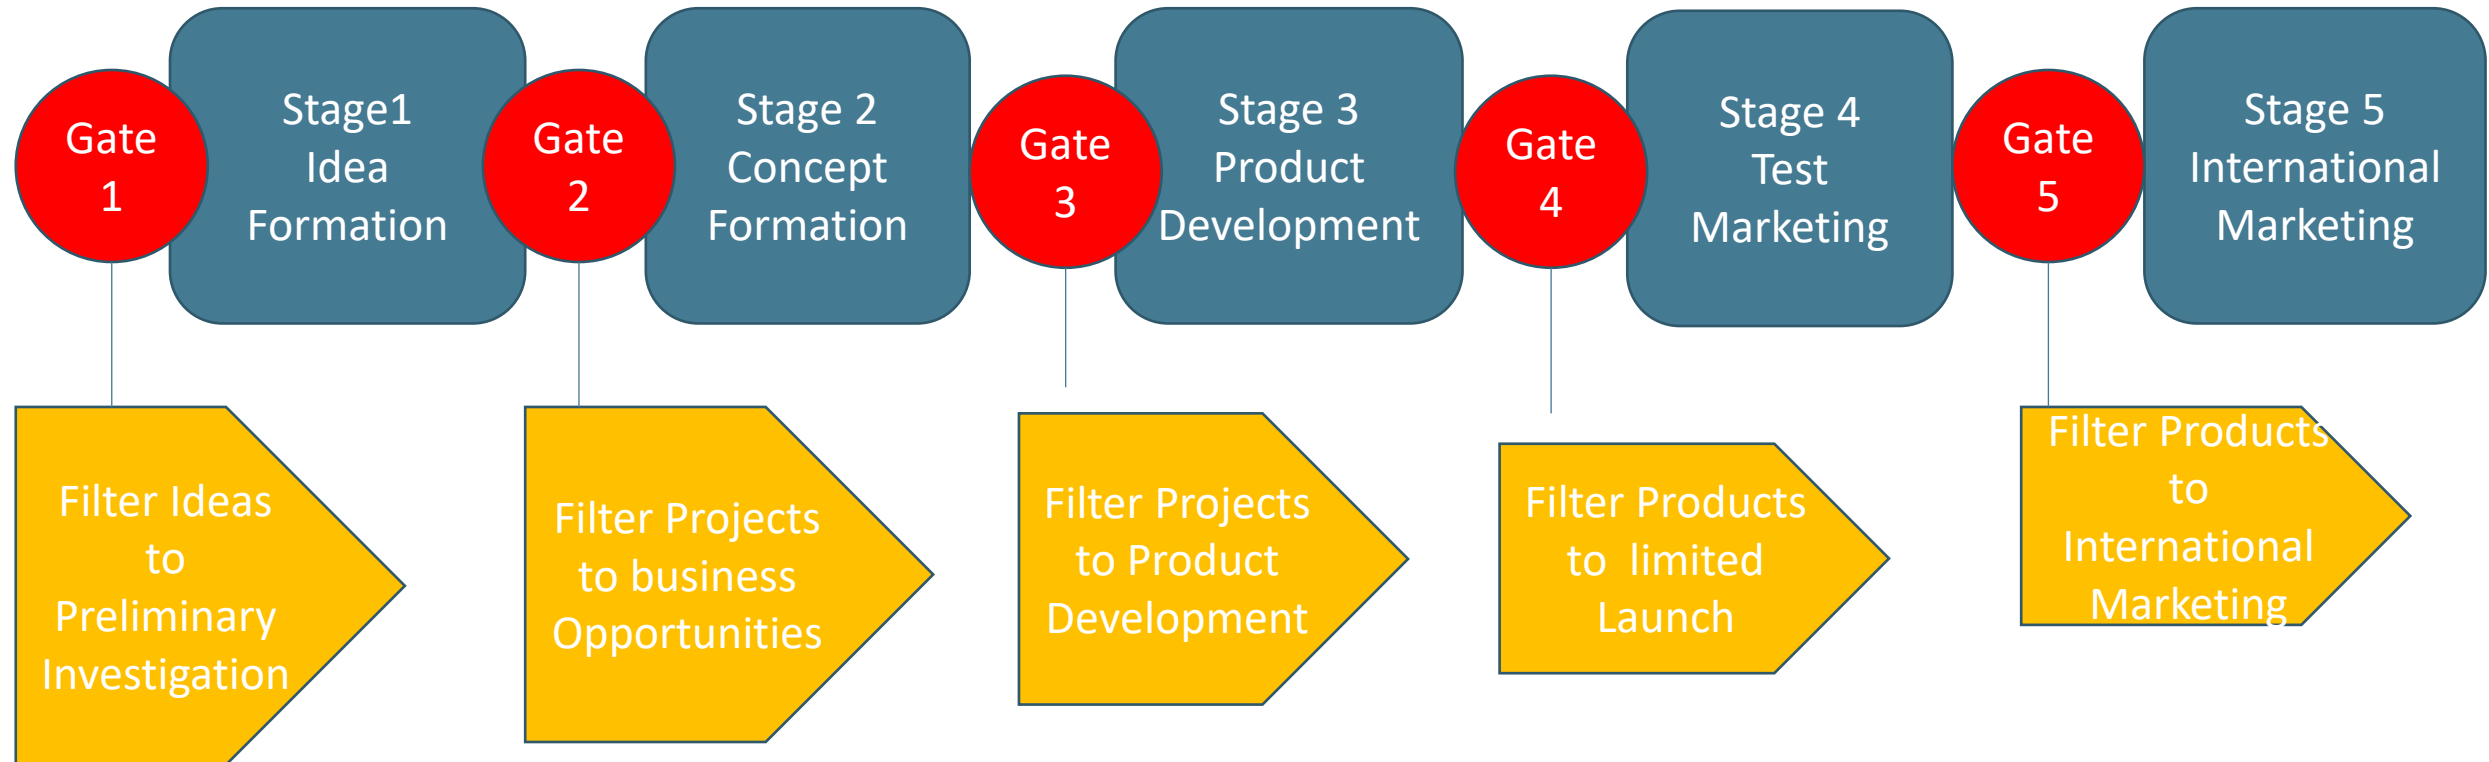 Gate
1
Stage1
Idea
Formation
Gate
2
Stage 2
Concept
Formation
Gate
3
Stage 3
Product
Development
Gate
4
Stage 4
Test
Marketing
Gate
5
Stage 5
International
Marketing
Filter Ideas
to
Preliminary
Investigation
Filter Projects
to business
Opportunities
Filter Projects
to Product
Development
Filter Products
to  limited
Launch
Filter Products
to
International
Marketing